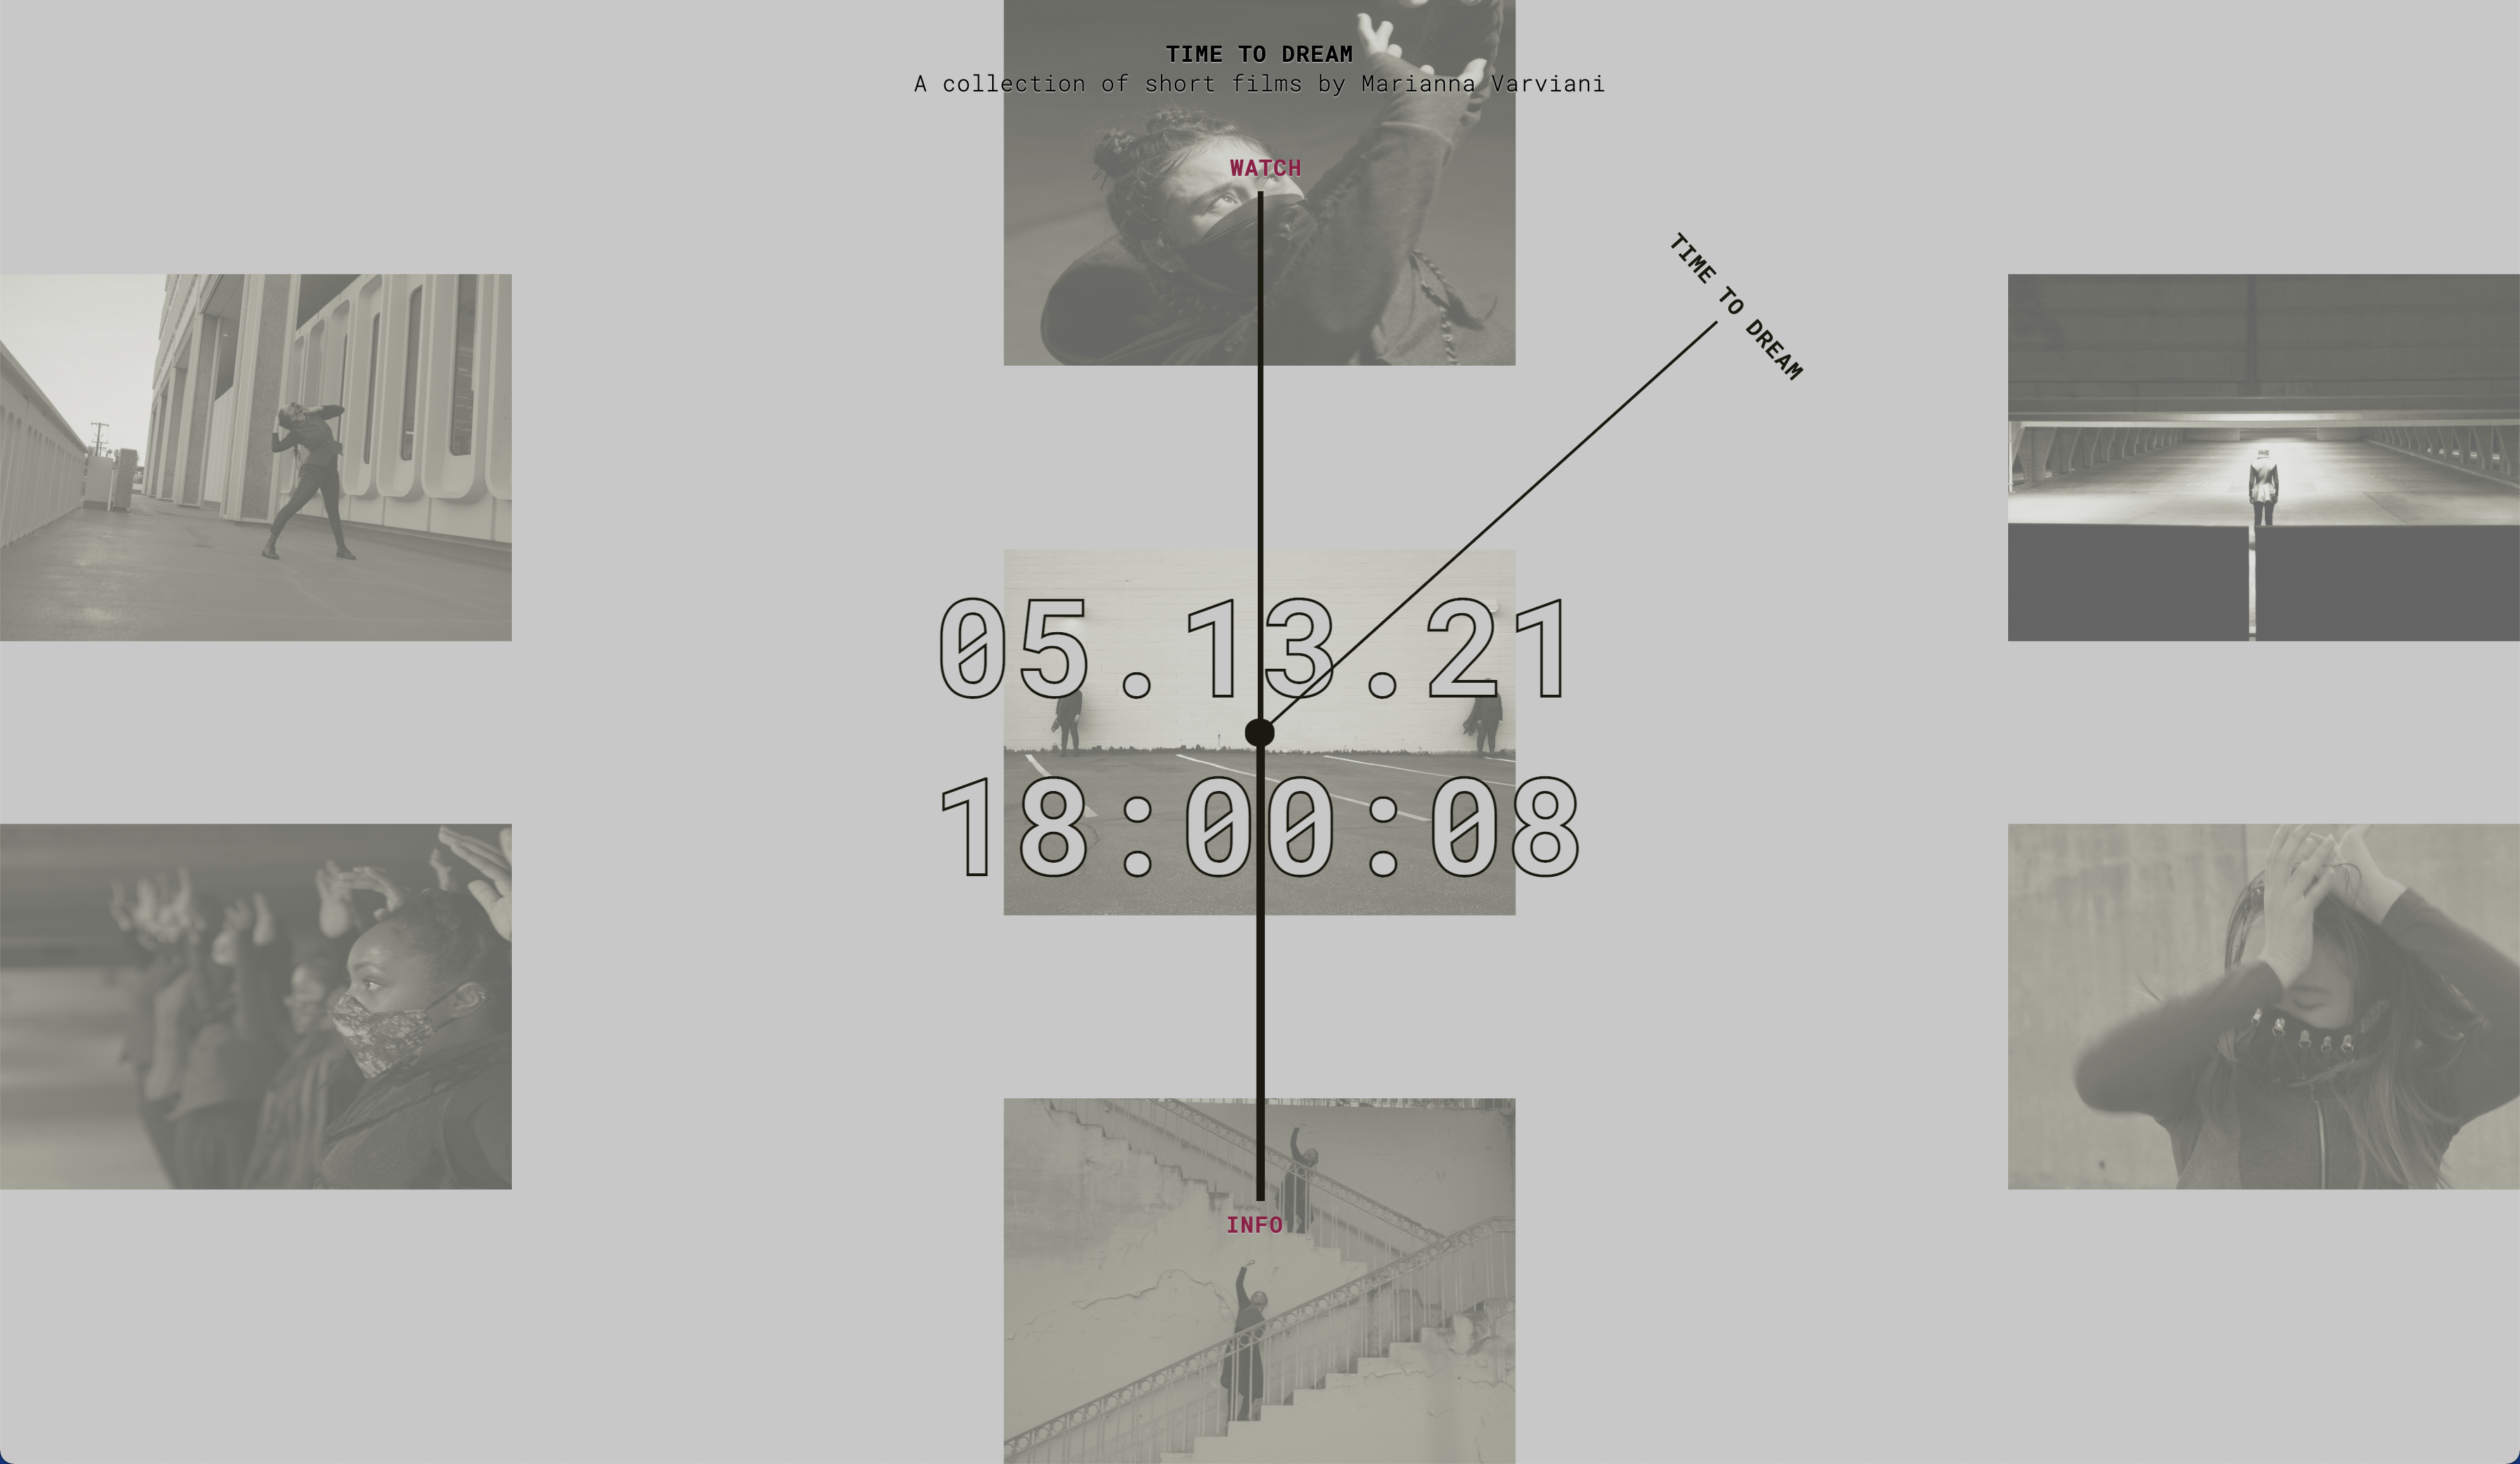 TIME TO DREAM
A collection of short films by Marianna Varviani
WATCH
TIME TO DREAM
05.13.21
18:00:08
INFO